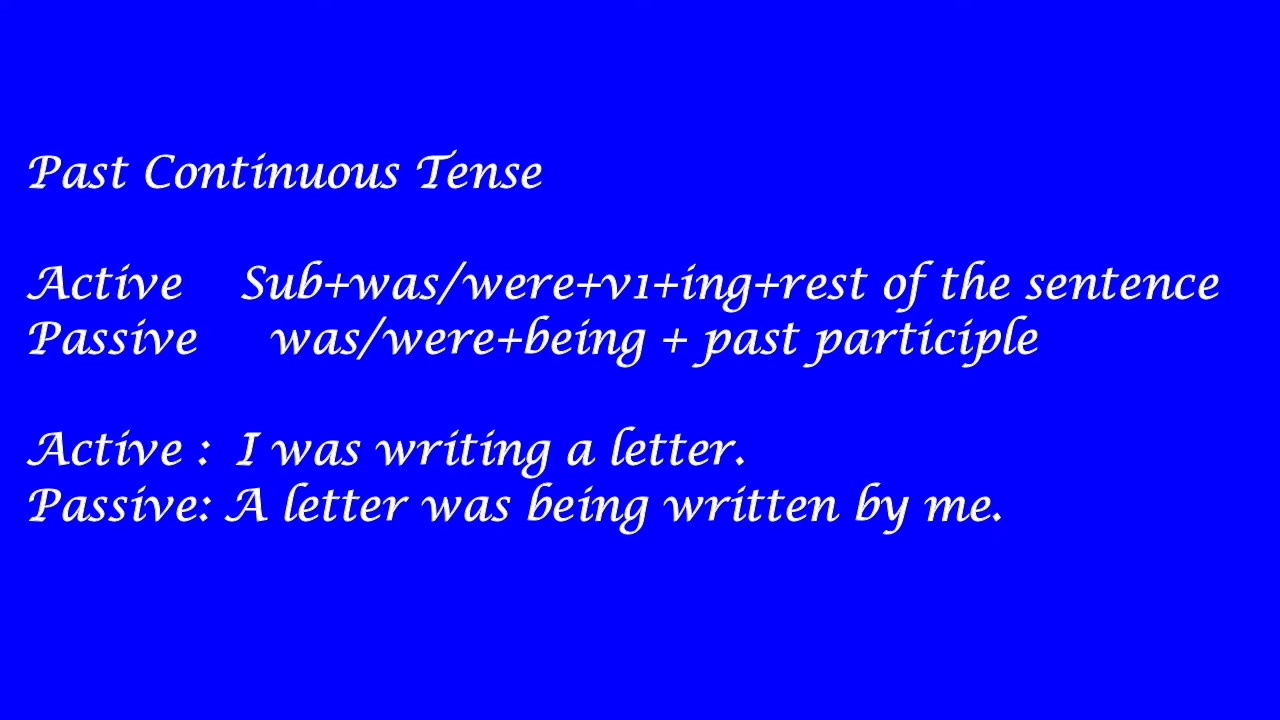 Past Continuous Tense
Active Sub+was/were+v1+ing+rest of the sentence
Passive was/were+being + past participle
Active : I was writing a letter.
Passive: A letter was being written by me.